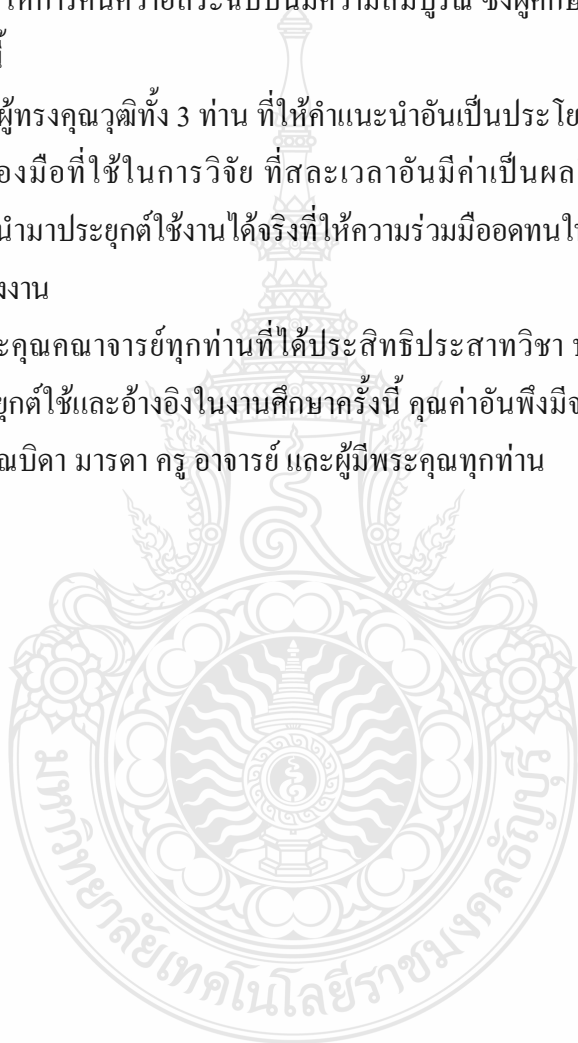 ให้การค้นคว้าอิสระฉบับนี้มีความสมบูรณ์ ซึ่งผู้ศึกษ
นี้
ผู้ทรงคุณวุฒิทั้ง 3 ท่าน ที่ให้คำแนะนำอันเป็นประโย
องมือที่ใช้ในการวิจัย ที่สละเวลาอันมีค่าเป็นผล
นำมาประยุกต์ใช้งานได้จริงที่ให้ความร่วมมืออดทนใ
งงาน
ะคุณคณาจารย์ทุกท่านที่ได้ประสิทธิประสาทวิชา
ยุกต์ใช้และอ้างอิงในงานศึกษาครั้งนี้ คุณค่าอันพึงมีจ
ณบิดา มารดา ครู อาจารย์ และผู้มีพระคุณทุกท่าน
มหาวิทยาลัยเทคโนโลยีราชมงคลธัญบุรี